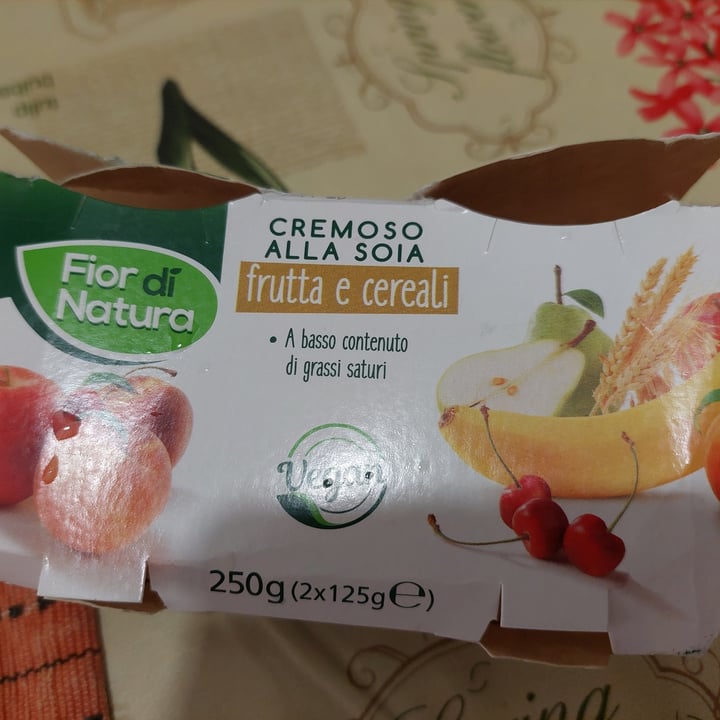 Fior di
Natura
CREMOSO
ALLA SOIA
frutta e cereali
• A basso contenuto
di grassi saturi
Vegan
250g (2x125g℮)